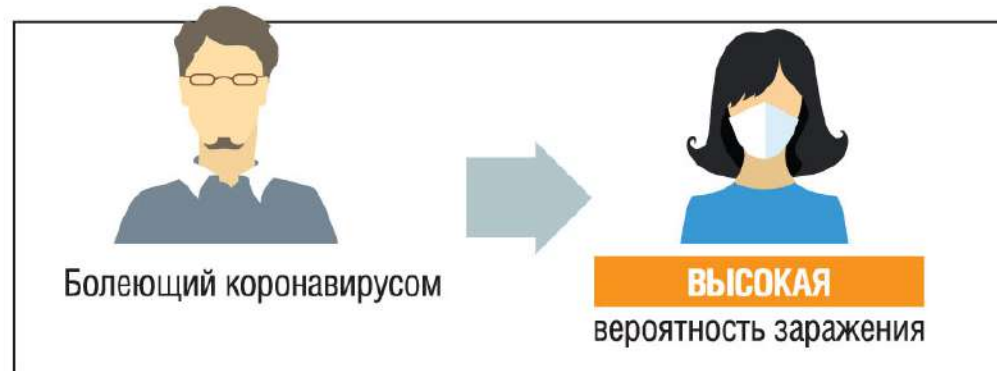 Болеющий коронавирусом
ВЫСОКАЯ
вероятность заражения